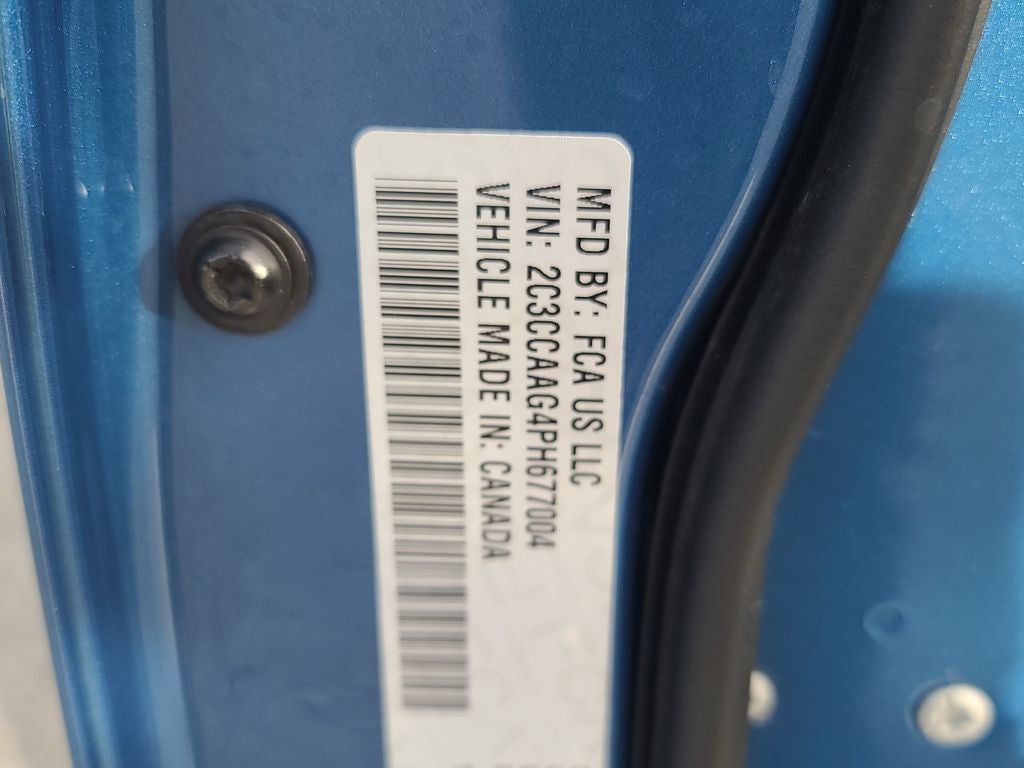 MFD BY: FCA US LLC
VIN: 2C3CCAAG4PH677004
VEHICLE MADE IN: CANADA